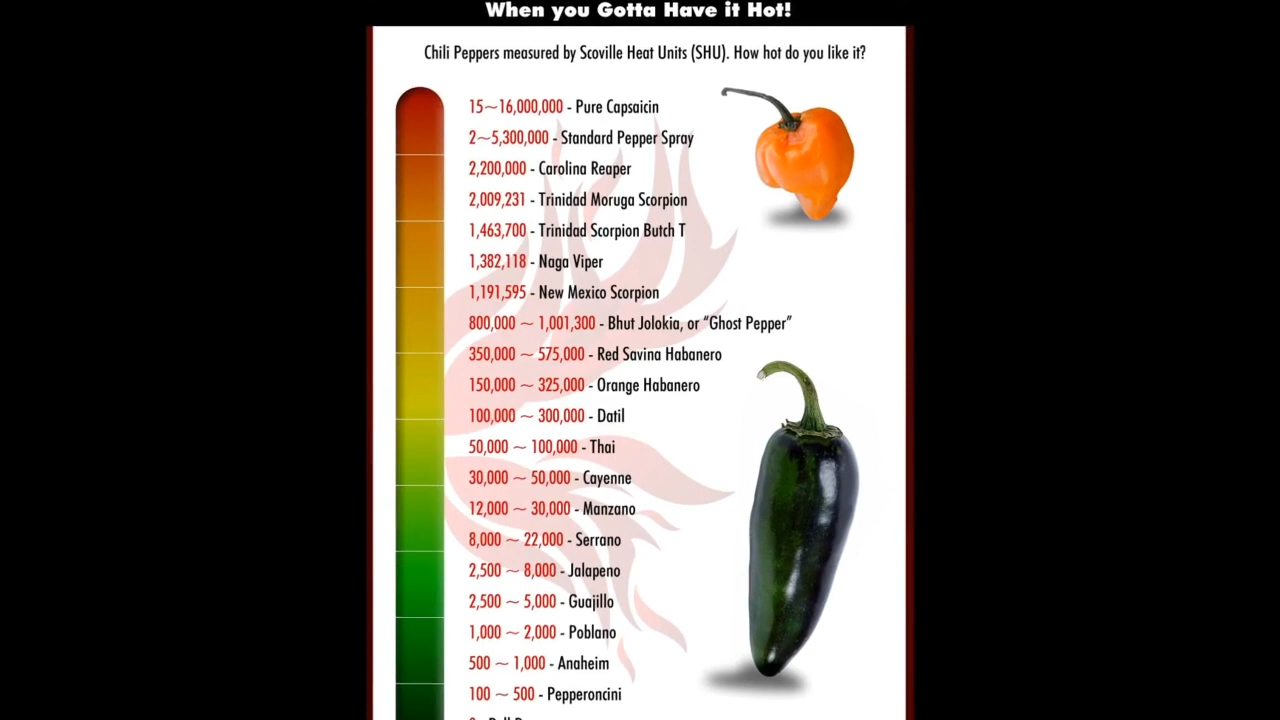 When you Gotta Have it Hot!
Chili Peppers measured by Scoville Heat Units (SHU). How hot do you like it?
15~16,000,000 - Pure Capsaicin
2~5,300,000 - Standard Pepper Spray
2,200,000 - Carolina Reaper
2,009,231 - Trinidad Moruga Scorpion
1,463,700 - Trinidad Scorpion Butch T
1,382,118 - Naga Viper
1,191,595 - New Mexico Scorpion
800,000 ~ 1,001,300 - Bhut Jolokia, or “Ghost Pepper”
350,000 ~ 575,000 - Red Savina Habanero
150,000 ~ 325,000 - Orange Habanero
100,000 ~ 300,000 - Datil
50,000 ~ 100,000 - Thai
30,000 ~ 50,000 - Cayenne
12,000 ~ 30,000 - Manzano
8,000 ~ 22,000 - Serrano
2,500 ~ 8,000 - Jalapeno
2,500 ~ 5,000 - Guajillo
1,000 ~ 2,000 - Poblano
500 ~ 1,000 - Anaheim
100 ~ 500 - Pepperoncini